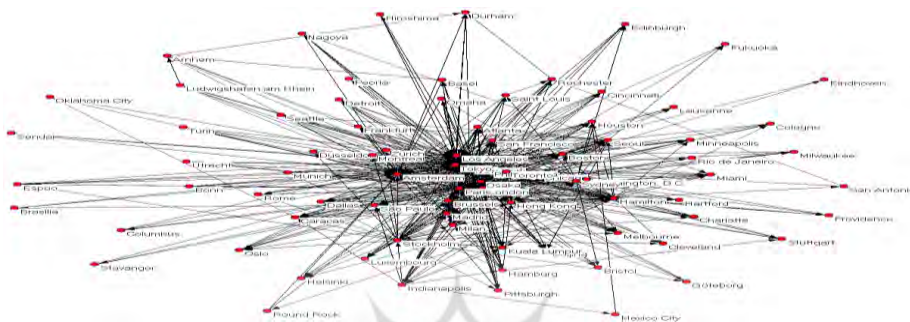 Hiroshima
Durham
Edinburgh
Nagoya
Fukuoka
Arnhem
Peoria
Basel
Rochester
Eindhoven
Ludwigshafen am Rhein
Cincinnati
Oklahoma City
Detroit
Omaha
Saint Louis
Lausanne
Seattle
Houston
Cologne
Turin
Frankfurt
Atlanta
Sendai
San Francisco
Seoul
Minneapolis
Dusseldorf
Zurich
Los Angeles
Boston
Milwaukee
Utrecht
Montreal
Rio de Janeiro
Munich
Amsterdam
Tokyo
Toronto
Miami
Espoo
Bonn
Osaka
San Antonio
Rome
London
Brasilia
Dallas
Sao Paulo
Brussels
Hong Kong
Hamilton
Hartford
Caracas
Madrid
Charlotte
Providence
Columbus
Milan
Melbourne
Stuttgart
Oslo
Stockholm
Kuala Lumpur
Cleveland
Stavanger
Luxembourg
Hamburg
Bristol
Helsinki
Indianapolis
Pittsburgh
Göteborg
Round Rock
Mexico City